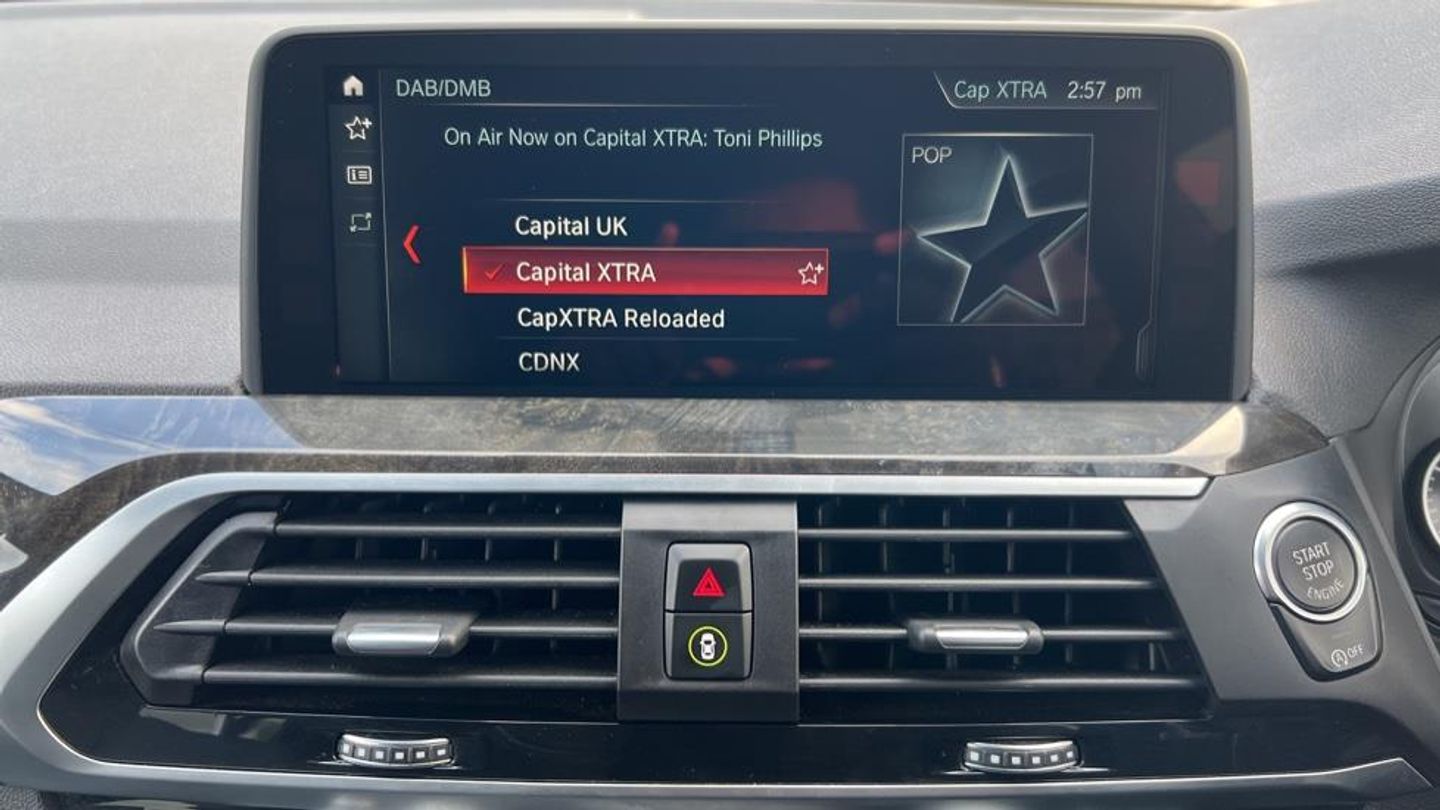 DAB/DMB
Cap XTRA 2:57 pm
On Air Now on Capital XTRA: Toni Phillips
POP
Capital UK
Capital XTRA
CapXTRA Reloaded
CDNX
START
STOP
ENGINE
A OFF